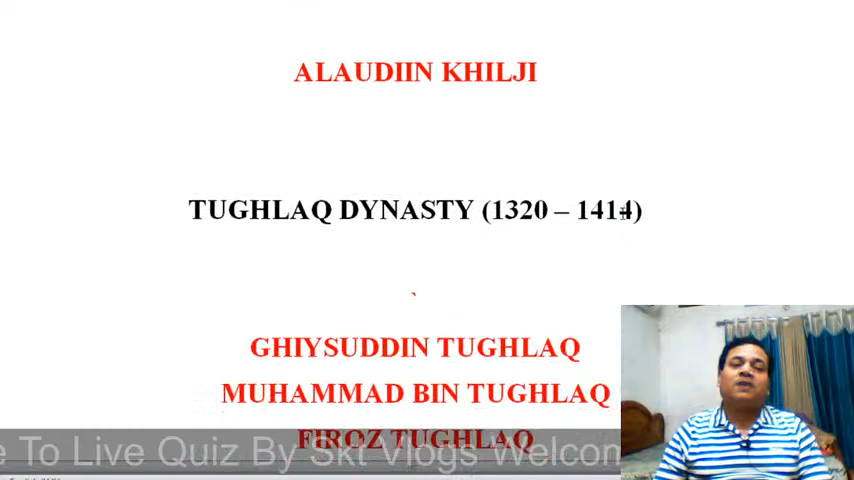 ALAUDIIN KHILJI
TUGHLAQ DYNASTY (1320 – 1414)
`
GHIYSUDDIN TUGHLAQ
MUHAMMAD BIN TUGHLAQ
FIROZ TUGHLAQ
e To Live Quiz By Skt Vlogs Welcom